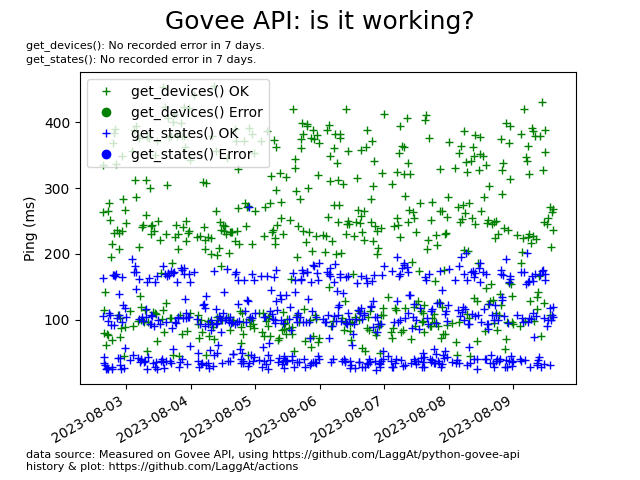 Govee API: is it working?
get_devices(): No recorded error in 7 days.
get_states(): No recorded error in 7 days.
get_devices() OK
get_devices() Error
get_states() OK
get_states() Error
Ping (ms)
400
300
200
100
2023-08-03
2023-08-04
2023-08-05
2023-08-06
2023-08-07
2023-08-08
2023-08-09
data source: Measured on Govee API, using https://github.com/LaggAt/python-govee-api
history & plot: https://github.com/LaggAt/actions